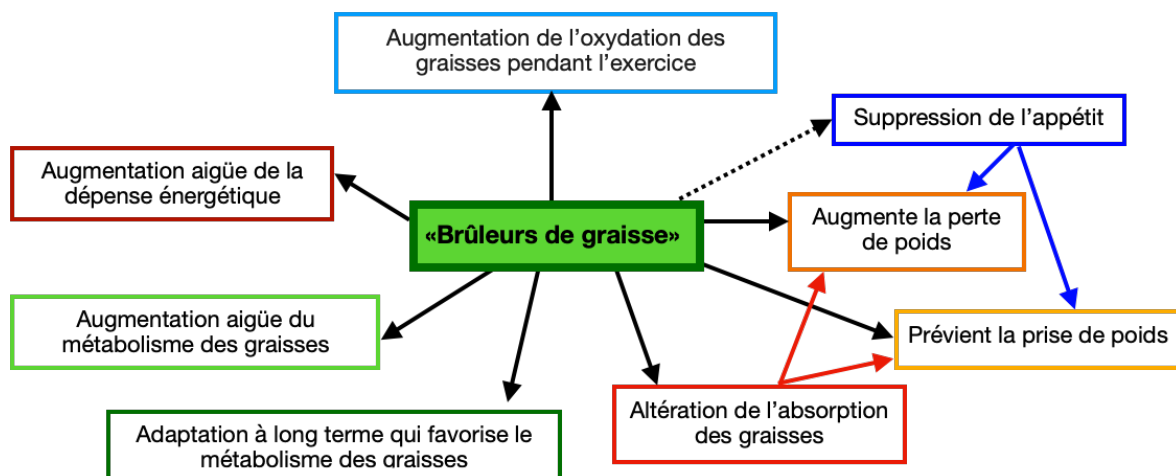 Augmentation de l'oxydation des
graisses pendant l'exercice
Suppression de l'appétit
Augmentation aigüe de la
dépense énergétique
«Brûleurs de graisse»
Augmente la perte
de poids
Augmentation aigüe du
métabolisme des graisses
Prévient la prise de poids
Adaptation à long terme qui favorise le
métabolisme des graisses
Altération de l'absorption
des graisses